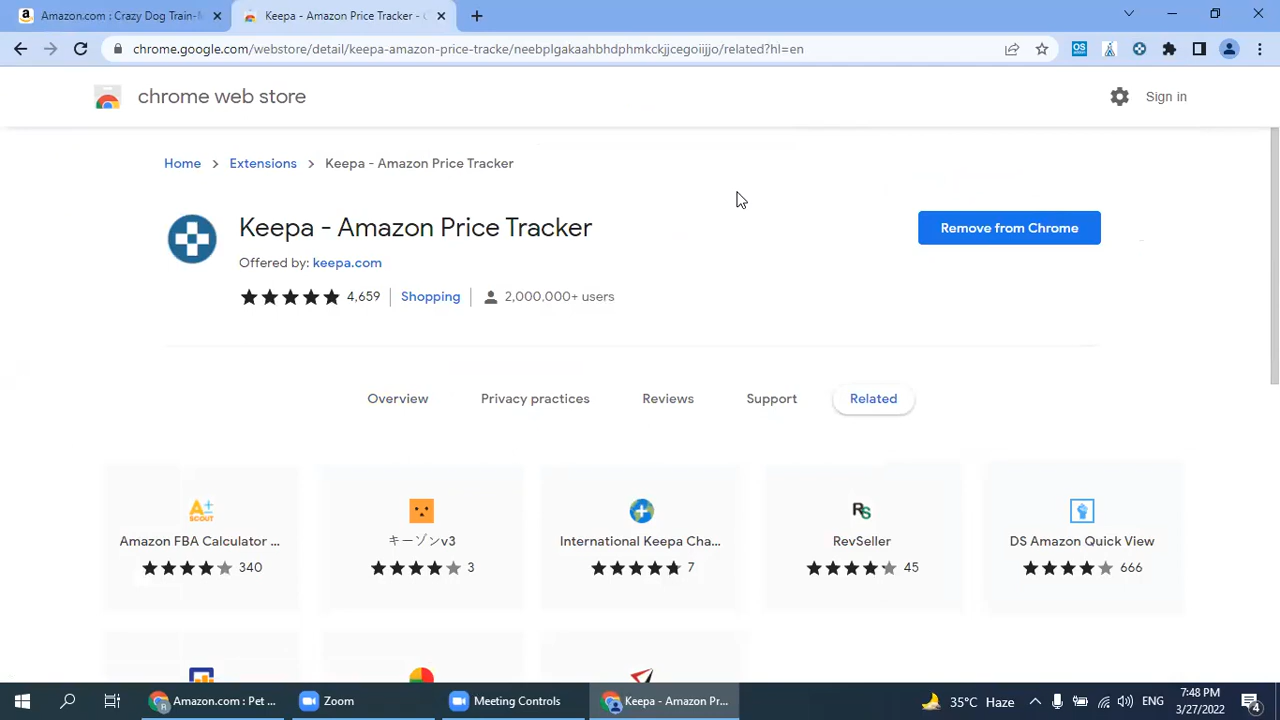 Amazon.com : Crazy Dog Train-M
Keepa - Amazon Price Tracker -
chrome.google.com/webstore/detail/keepa-amazon-price-tracke/neebplgakaahbhdphmkckjjcegoiijjo/related?hl=en
OS
chrome web store
Sign in
Home
Extensions
Keepa - Amazon Price Tracker
Keepa - Amazon Price Tracker
Remove from Chrome
Offered by: keepa.com
4,659
Shopping
2,000,000+ users
Overview
Privacy practices
Reviews
Support
Related
A+
SCOUT
RS
Amazon FBA Calculator ...
キーゾンv3
International Keepa Cha...
RevSeller
DS Amazon Quick View
340
3
7
45
666
Amazon.com : Pet ...
Zoom
Meeting Controls
Keepa - Amazon Pr...
35°C Haze
ENG
7:48 PM
3/27/2022
4